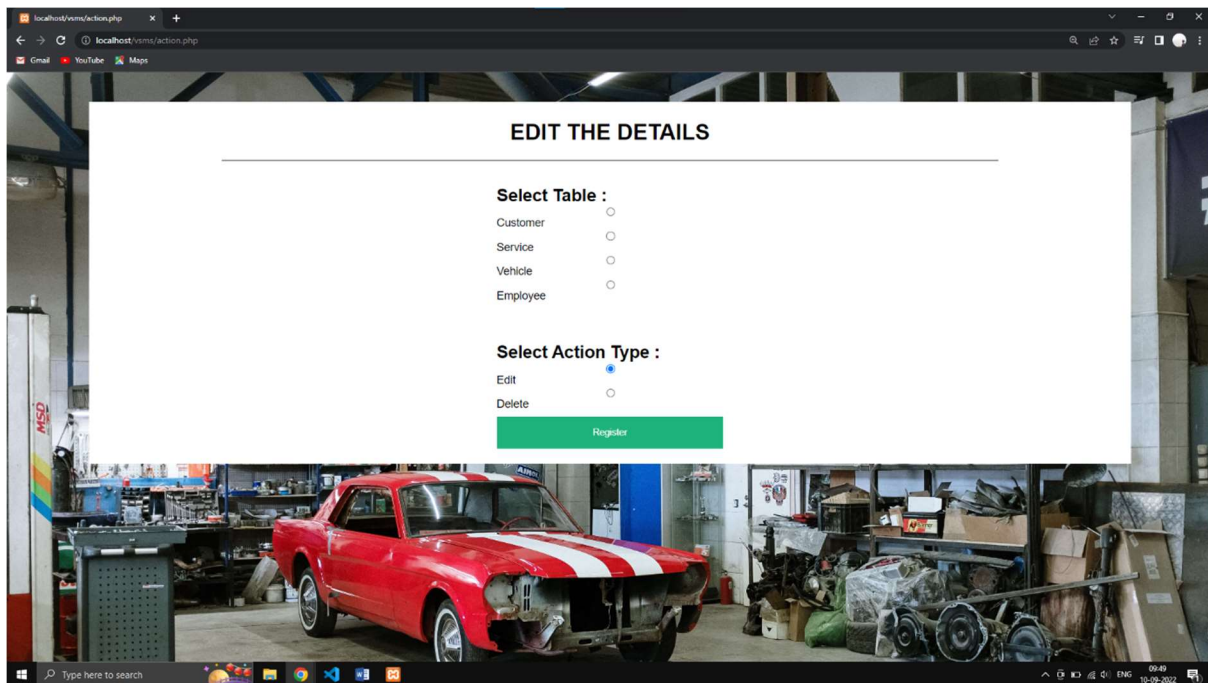 localhost/vsms/action.php
localhost/vsms/action.php
Gmail YouTube Maps
EDIT THE DETAILS
Select Table :
Customer
Service
Vehicle
Employee
Select Action Type :
Edit
Delete
Register
MSD
Type here to search
ENG
09:49
10-09-2022